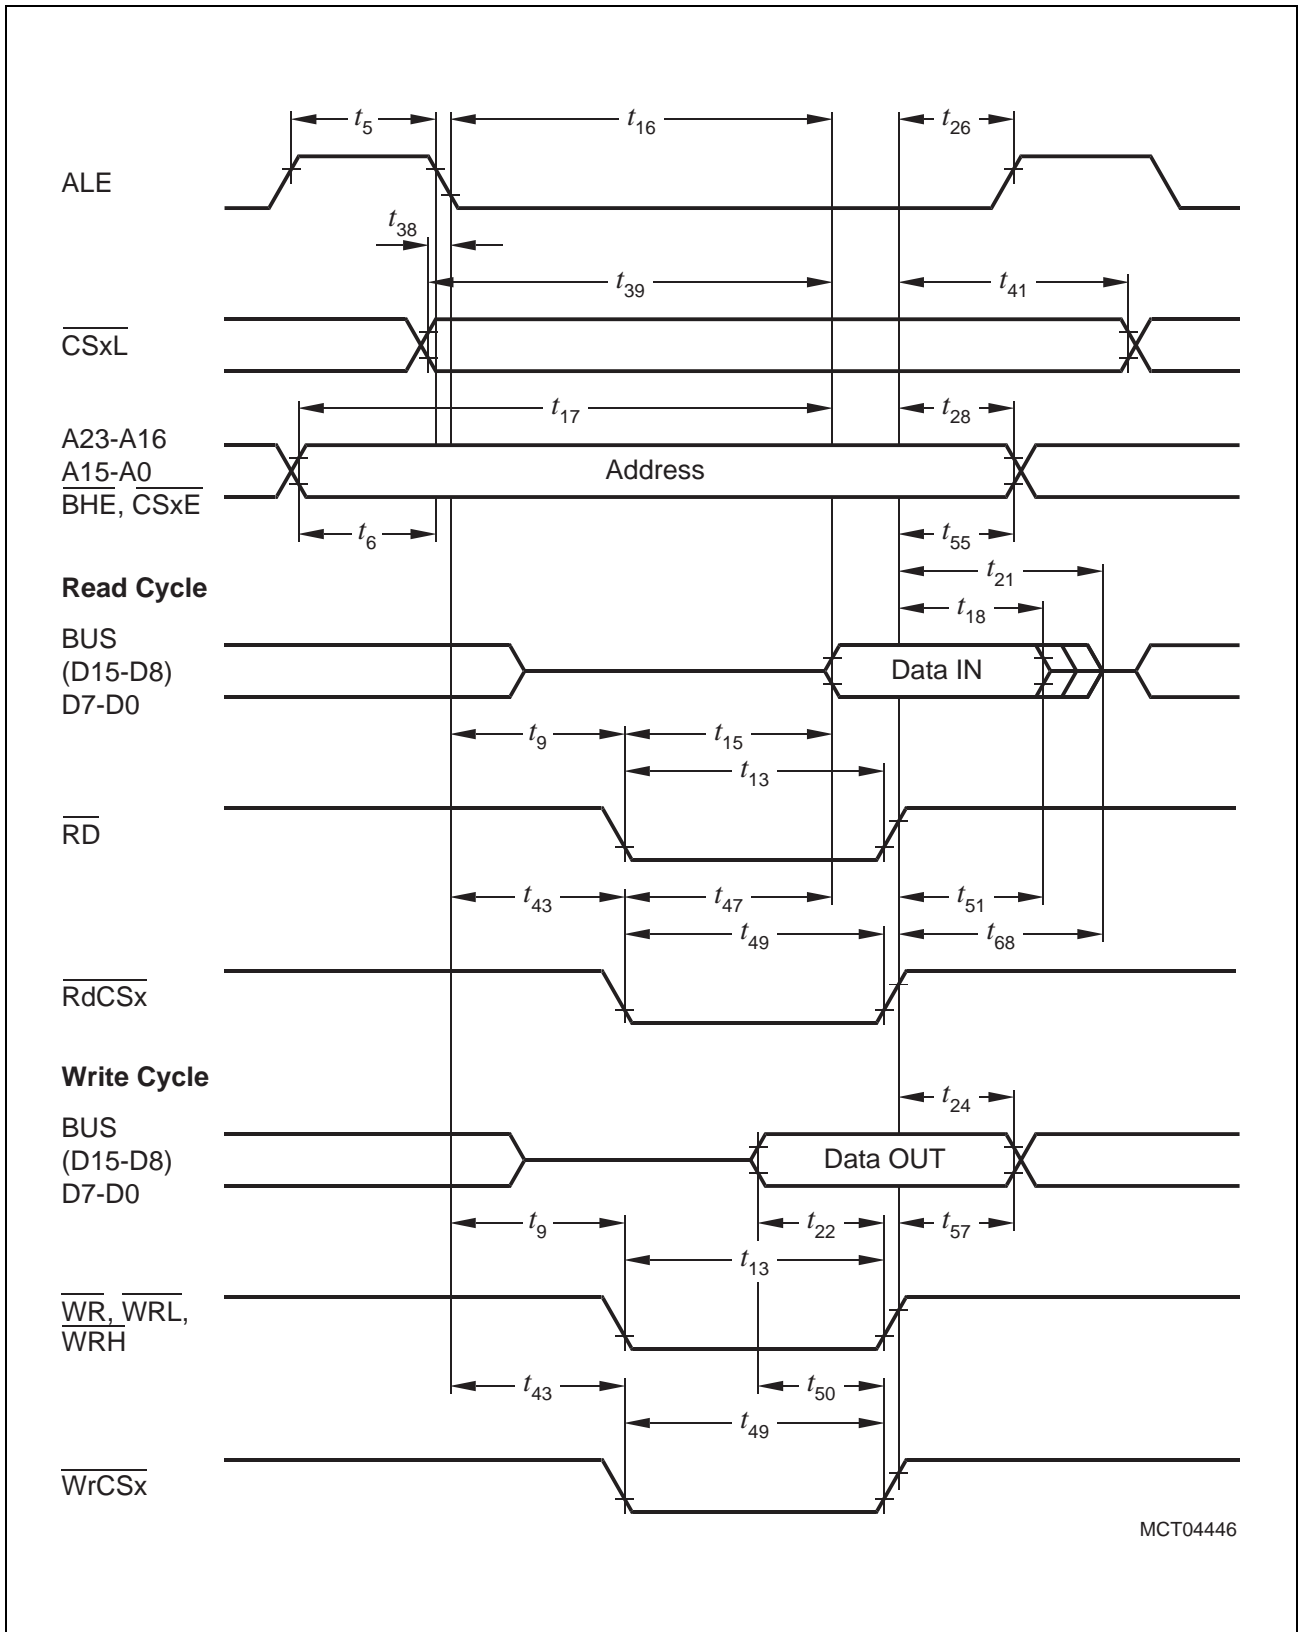 t5 t16 t26
ALE
t38
t39 t41
CSxL
t17 t28
A23-A16
A15-A0
BHE, CSxE
Address
t6 t55
t21
Read Cycle
t18
BUS
(D15-D8)
D7-D0
Data IN
t9 t15
t13
RD
t43 t47 t51
t49 t68
RdCSx
Write Cycle
t24
BUS
(D15-D8)
D7-D0
Data OUT
t9 t22 t57
t13
WR, WRL,
WRH
t43 t50
t49
WrCSx
MCT04446